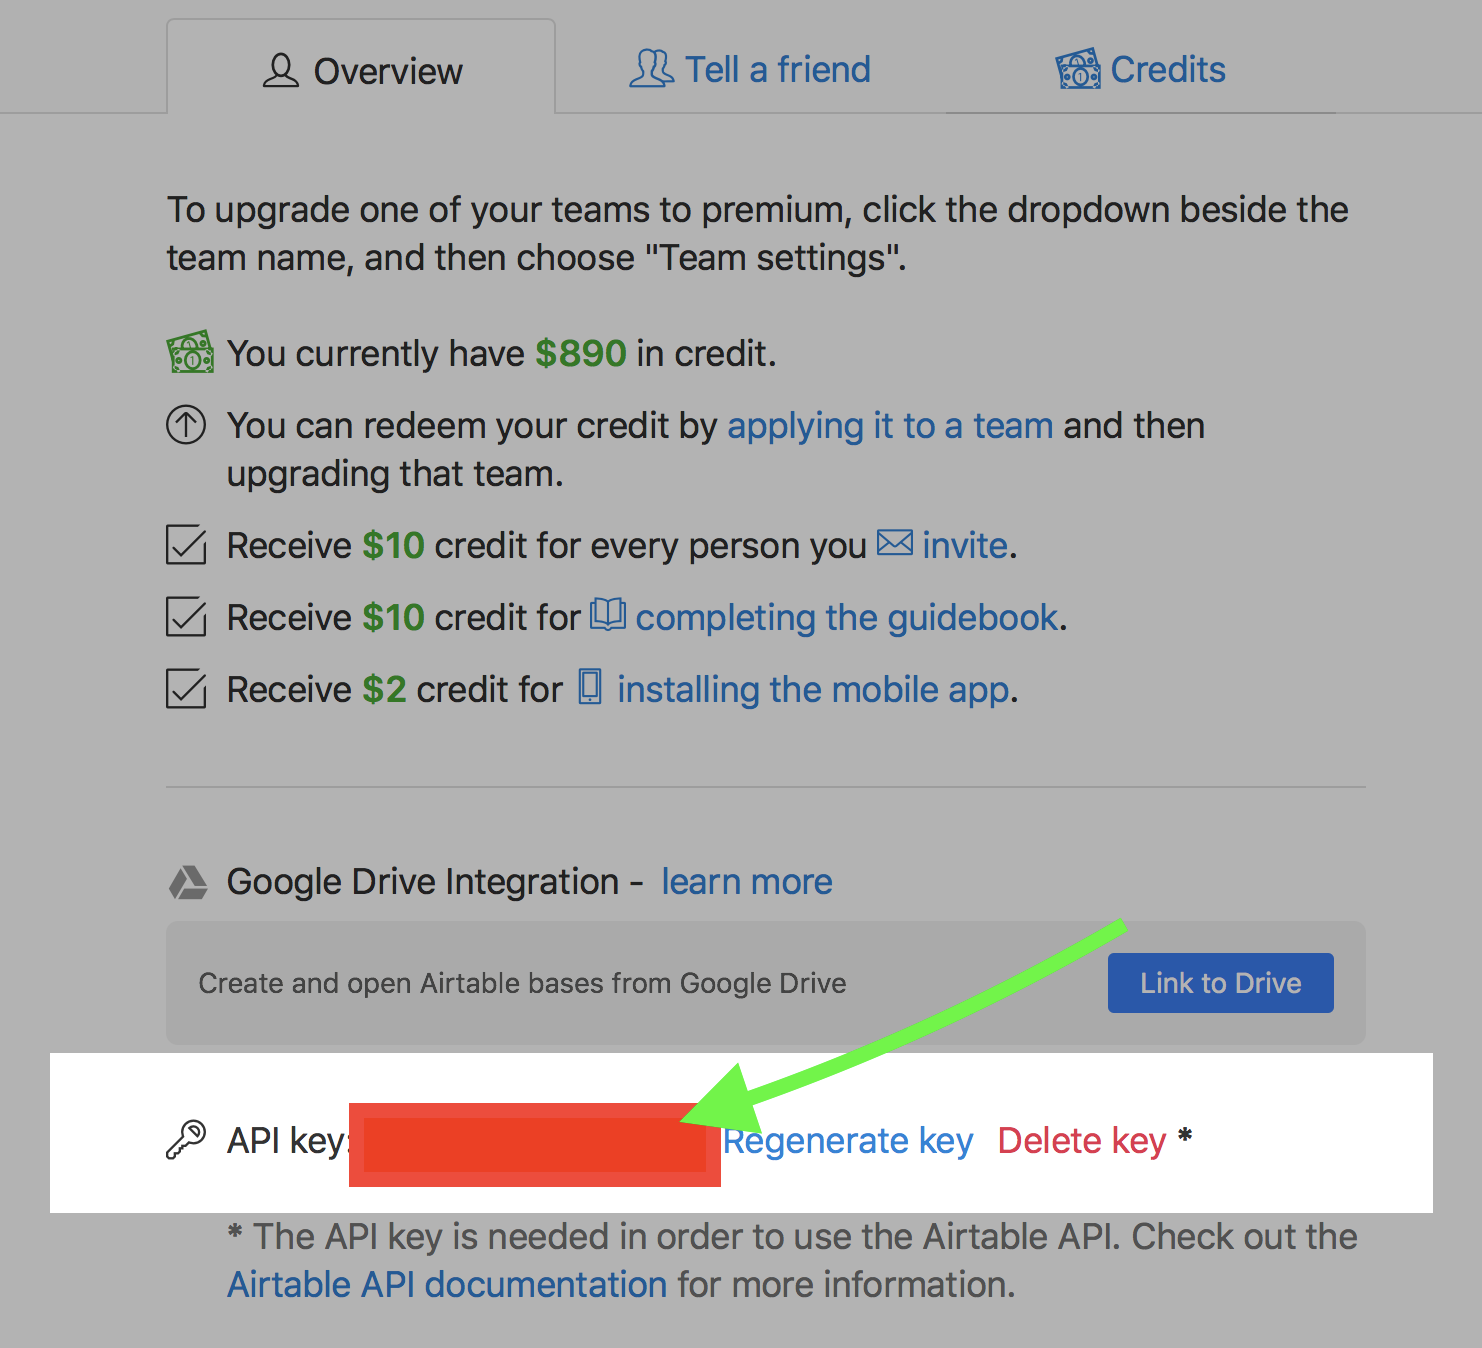 Overview
Tell a friend
Credits
To upgrade one of your teams to premium, click the dropdown beside the
team name, and then choose "Team settings".
You currently have $890 in credit.
You can redeem your credit by applying it to a team and then
upgrading that team.
Receive $10 credit for every person you invite.
Receive $10 credit for completing the guidebook.
Receive $2 credit for installing the mobile app.
Google Drive Integration - learn more
Create and open Airtable bases from Google Drive
Link to Drive
API key: Regenerate key Delete key *
* The API key is needed in order to use the Airtable API. Check out the
Airtable API documentation for more information.